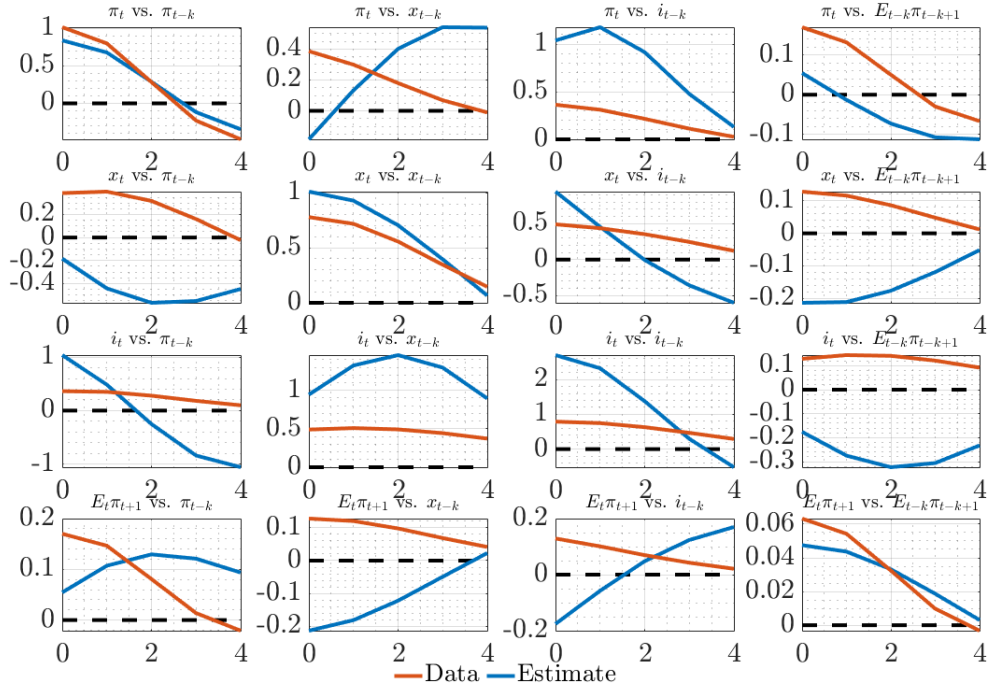 π_t vs. π_{t−k}
π_t vs. x_{t−k}
π_t vs. i_{t−k}
π_t vs. E_{t−k}π_{t−k+1}
1
0.5
0
0 2 4
0.4
0.2
0
0 2 4
1
0.5
0
0 2 4
0.1
0
-0.1
0 2 4
x_t vs. π_{t−k}
x_t vs. x_{t−k}
x_t vs. i_{t−k}
x_t vs. E_{t−k}π_{t−k+1}
0.2
0
-0.2
-0.4
0 2 4
1
0.5
0
0 2 4
0.5
0
-0.5
0 2 4
0.1
0
-0.1
-0.2
0 2 4
i_t vs. π_{t−k}
i_t vs. x_{t−k}
i_t vs. i_{t−k}
i_t vs. E_{t−k}π_{t−k+1}
1
0
-1
0 2 4
1
0.5
0
0 2 4
2
1
0
0 2 4
0.1
0
-0.1
-0.2
-0.3
0 2 4
E_tπ_{t+1} vs. π_{t−k}
E_tπ_{t+1} vs. x_{t−k}
E_tπ_{t+1} vs. i_{t−k}
E_tπ_{t+1} vs. E_{t−k}π_{t−k+1}
0.2
0.1
0
0 2 4
0.1
0
-0.1
-0.2
0 2 4
0.2
0
-0.2
0 2 4
0.06
0.04
0.02
0
0 2 4
Data Estimate